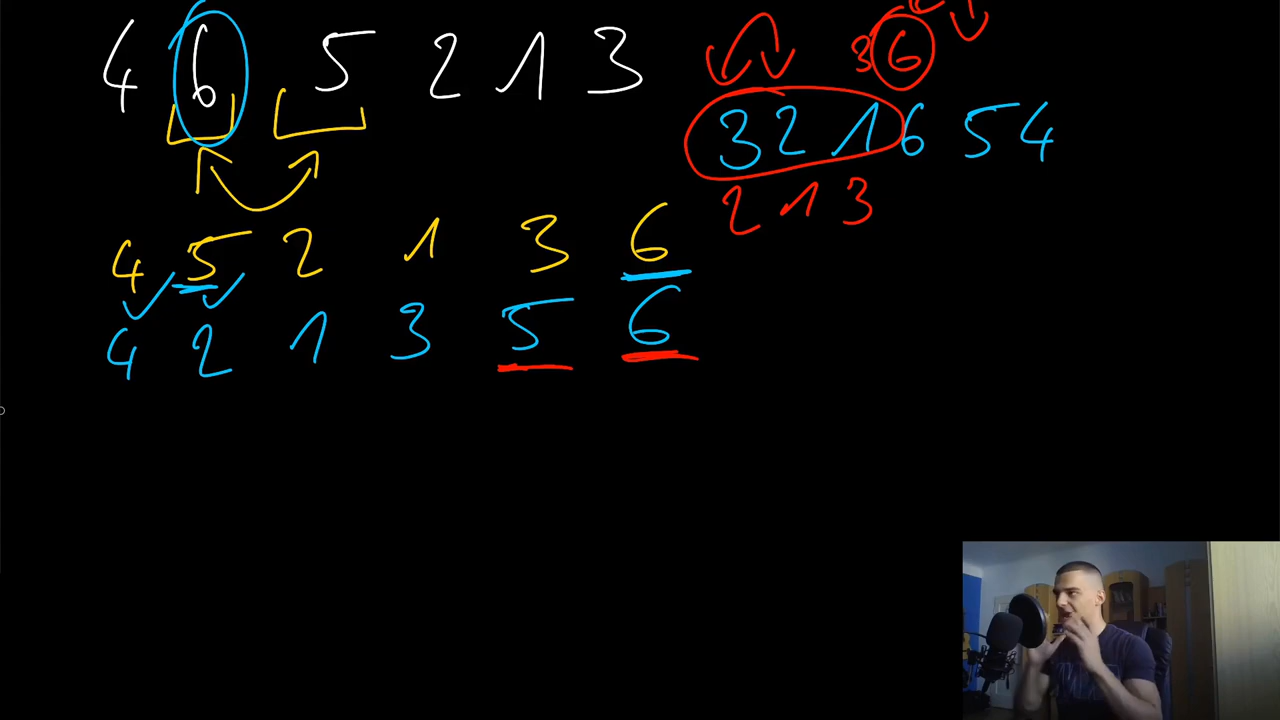 4 6 5 2 1 3
3 6
3 2 1 6 5 4
2 1 3
4 5 2 1 3 6
4 2 1 3 5 6